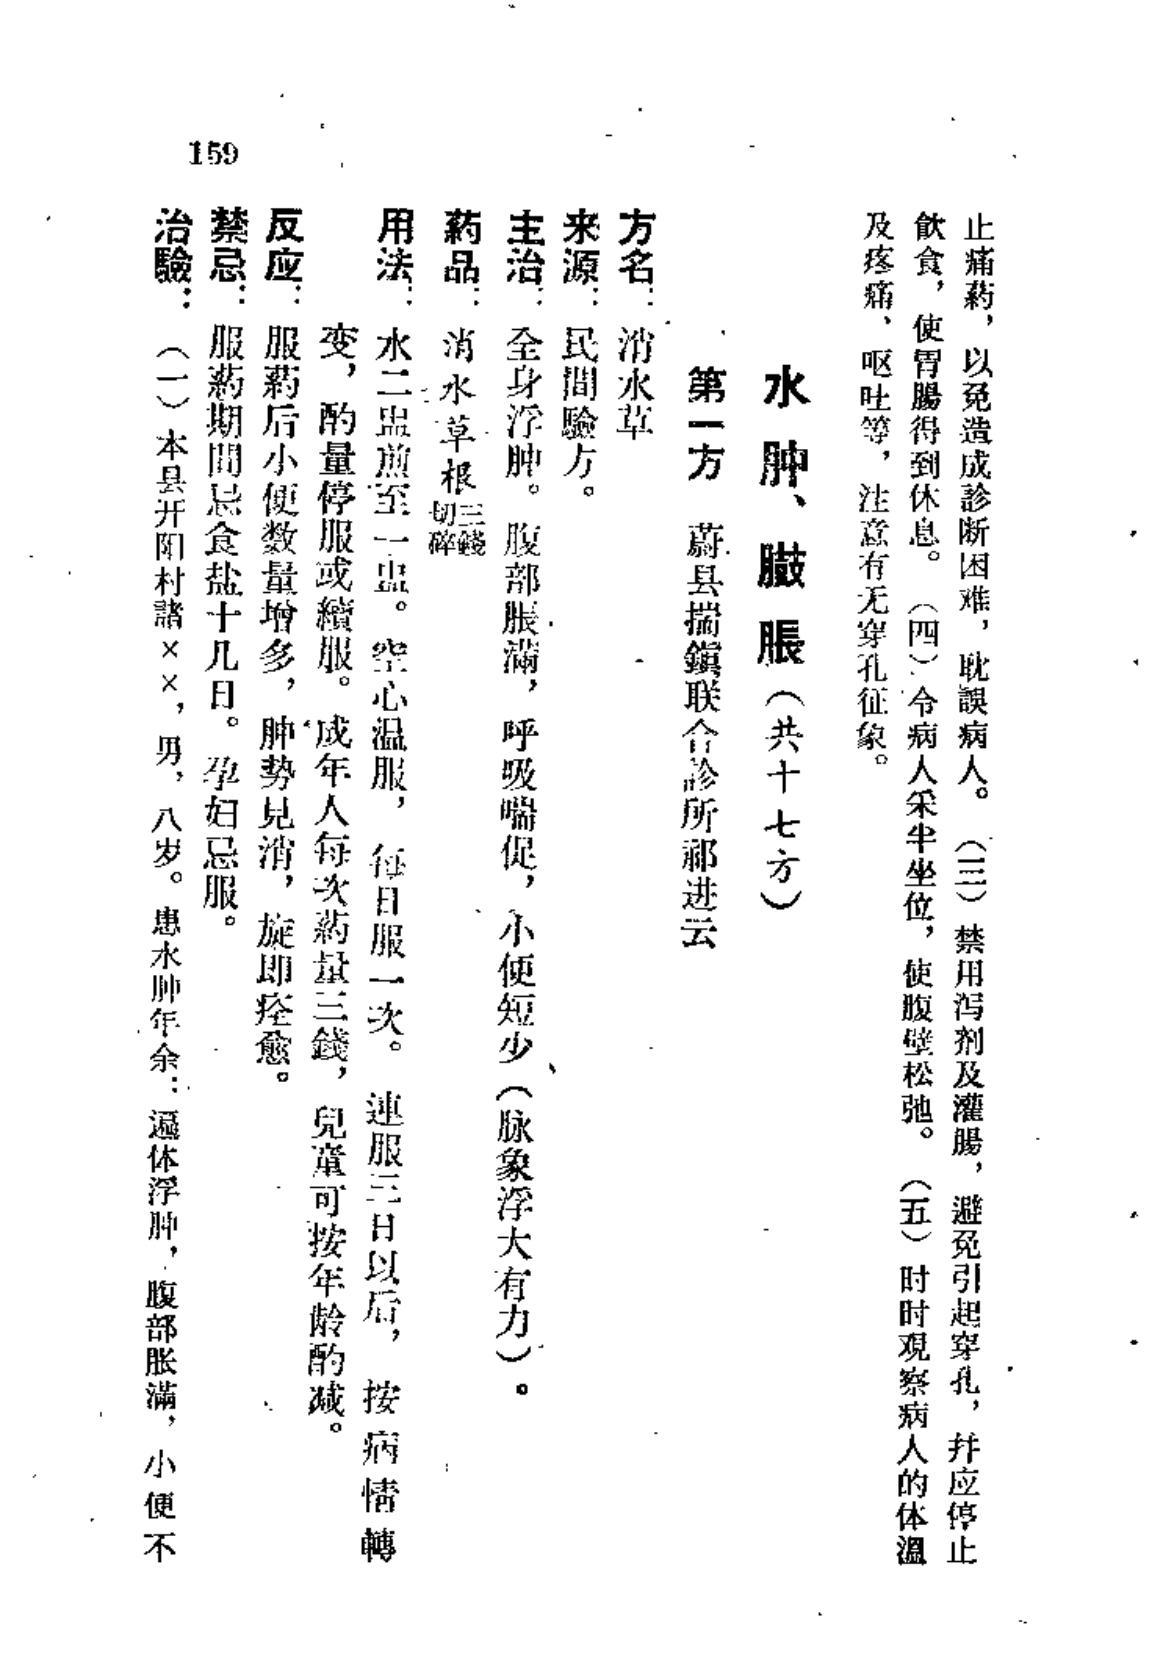 止痛葯，以免造成診断困难，耽誤病人。（三）禁用泻剂及灌腸，避免引起穿孔，幷应停止
飲食，使胃腸得到休息。（四）令病人采半坐位，使腹壁松弛。（五）时时观察病人的体溫
及疼痛、呕吐等，注意有无穿孔征象。
水肿、臌脹（共十七方）
第一方　蔚县揣鎭联合診所祁进云
方名：消水草
来源：民間驗方。
主治：全身浮肿。腹部脹滿，呼吸喘促，小便短少（脉象浮大有力）。
葯品：消水草根三錢切碎
用法：水二盅煎至一盅。空心温服，每日服一次。連服三日以后，按病情轉
变，酌量停服或續服。成年人每次葯量三錢，兒童可按年龄酌减。
反应：服葯后小便数量增多，肿勢見消，旋即痊愈。
禁忌：服葯期間忌食盐十几日。孕妇忌服。
治驗：（一）本县开阳村諸××，男，八岁。患水肿年余：遍体浮肿，腹部胀滿，小便不
159